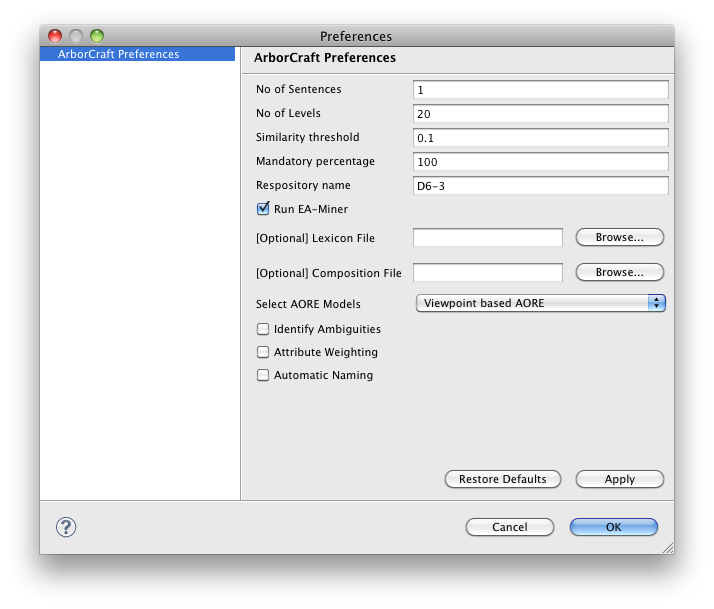 Preferences
ArborCraft Preferences
ArborCraft Preferences
No of Sentences 1
No of Levels 20
Similarity threshold 0.1
Mandatory percentage 100
Respository name D6-3
Run EA-Miner
[Optional] Lexicon File Browse...
[Optional] Composition File Browse...
Select AORE Models Viewpoint based AORE
Identify Ambiguities
Attribute Weighting
Automatic Naming
Restore Defaults Apply
? Cancel OK